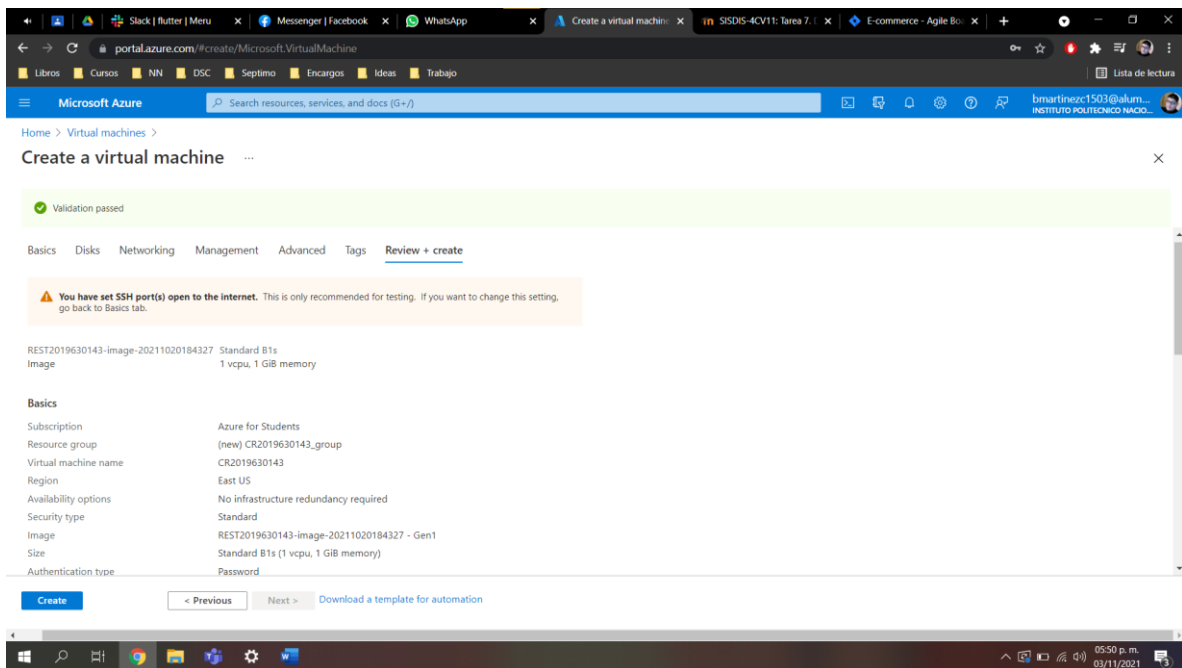 Slack | flutter | Meru
Messenger | Facebook
WhatsApp
Create a virtual machine
SISDIS-4CV11: Tarea 7.
E-commerce - Agile Bo
portal.azure.com/#create/Microsoft.VirtualMachine
Libros Cursos NN DSC Septimo Encargos Ideas Trabajo Lista de lectura
Microsoft Azure
Search resources, services, and docs (G+/)
bmartinezc1503@alum...
INSTITUTO POLITECNICO NACIO...
Home > Virtual machines >
Create a virtual machine ...
Validation passed
Basics Disks Networking Management Advanced Tags Review + create
You have set SSH port(s) open to the internet. This is only recommended for testing. If you want to change this setting,
go back to Basics tab.
REST2019630143-image-20211020184327 Standard B1s
Image 1 vcpu, 1 GiB memory
Basics
Subscription Azure for Students
Resource group (new) CR2019630143_group
Virtual machine name CR2019630143
Region East US
Availability options No infrastructure redundancy required
Security type Standard
Image REST2019630143-image-20211020184327 - Gen1
Size Standard B1s (1 vcpu, 1 GiB memory)
Authentication type Password
Create < Previous Next > Download a template for automation
05:50 p. m.
03/11/2021